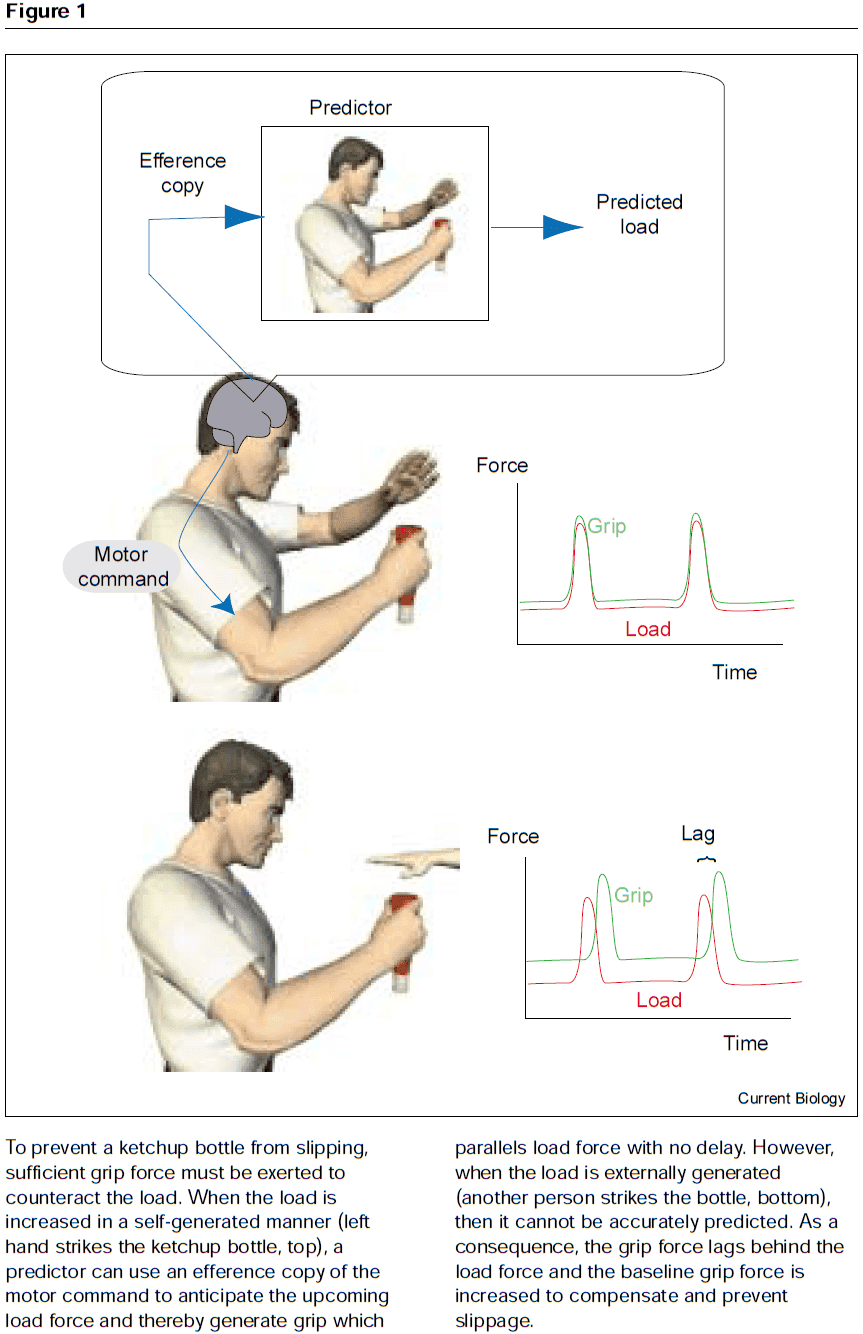 Figure 1
Predictor
Efference
copy
Predicted
load
Motor
command
Force
Grip
Load
Time
Force
Lag
Grip
Load
Time
Current Biology
To prevent a ketchup bottle from slipping,
sufficient grip force must be exerted to
counteract the load. When the load is
increased in a self-generated manner (left
hand strikes the ketchup bottle, top), a
predictor can use an efference copy of the
motor command to anticipate the upcoming
load force and thereby generate grip which
parallels load force with no delay. However,
when the load is externally generated
(another person strikes the bottle, bottom),
then it cannot be accurately predicted. As a
consequence, the grip force lags behind the
load force and the baseline grip force is
increased to compensate and prevent
slippage.